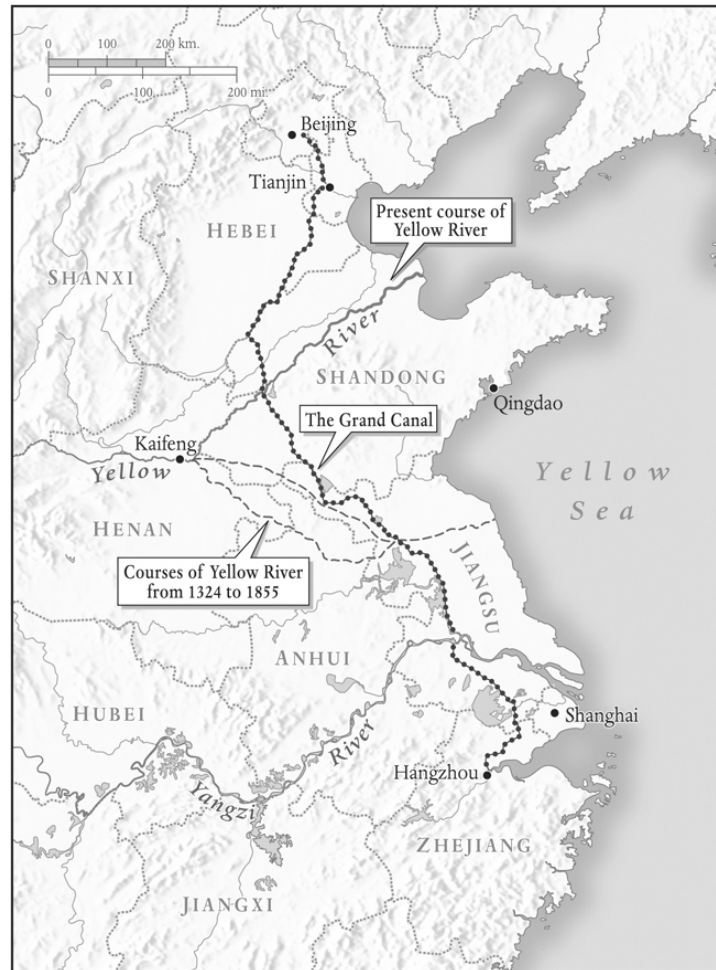 0 100 200 km.
0 100 200 mi.
Beijing
Tianjin
HEBEI
Present course of
Yellow River
SHANXI
River
SHANDONG
Qingdao
The Grand Canal
Kaifeng
Yellow
Yellow
Sea
HENAN
Courses of Yellow River
from 1324 to 1855
JIANGSU
ANHUI
HUBEI
Shanghai
River
Hangzhou
Yangzi
ZHEJIANG
JIANGXI